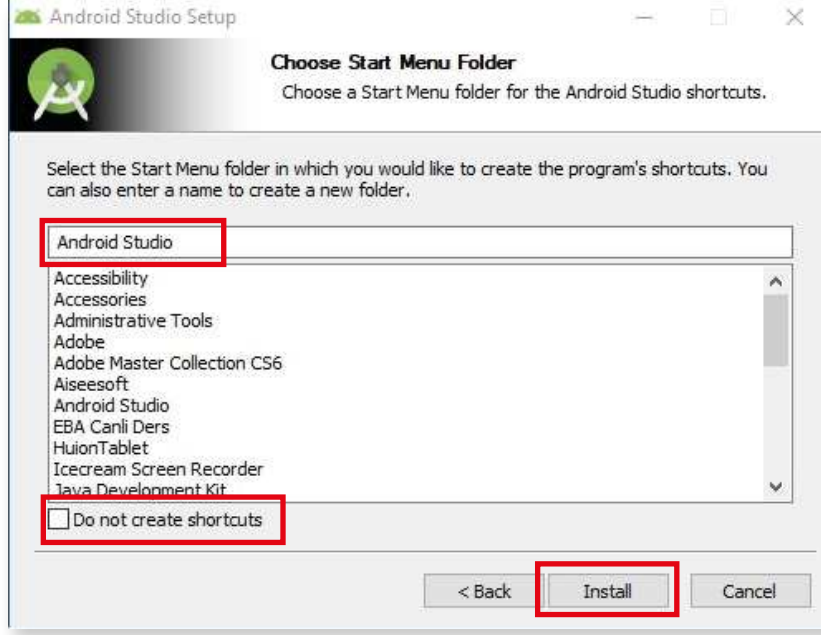 Android Studio Setup
Choose Start Menu Folder
Choose a Start Menu folder for the Android Studio shortcuts.
Select the Start Menu folder in which you would like to create the program's shortcuts. You
can also enter a name to create a new folder.
Android Studio
Accessibility
Accessories
Administrative Tools
Adobe
Adobe Master Collection CS6
Aiseesoft
Android Studio
EBA Canli Ders
HuionTablet
Icecream Screen Recorder
Java Development Kit
Do not create shortcuts
< Back Install Cancel